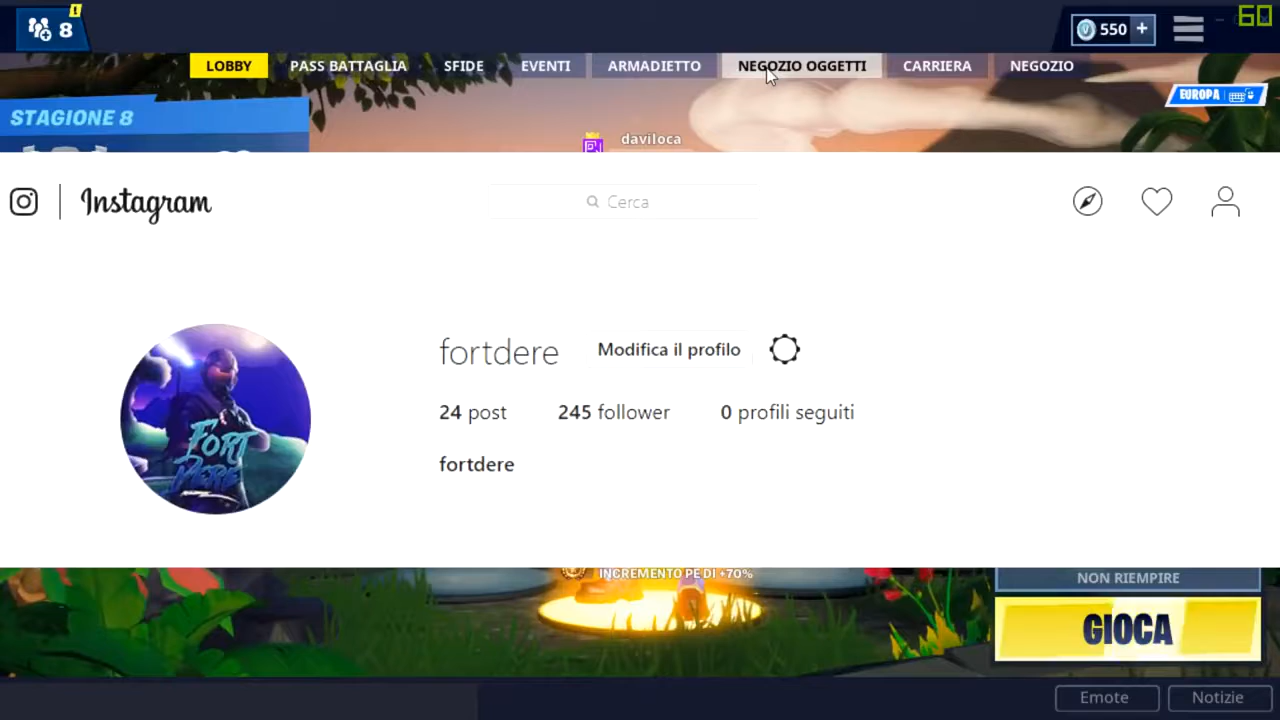 8
550 +
60
LOBBY PASS BATTAGLIA SFIDE EVENTI ARMADIETTO NEGOZIO OGGETTI CARRIERA NEGOZIO
EUROPA
STAGIONE 8
daviloca
Instagram
Cerca
fortdere Modifica il profilo
24 post 245 follower 0 profili seguiti
fortdere
FORT
DERE
INCREMENTO PE DI +70%
NON RIEMPIRE
GIOCA
Emote Notizie